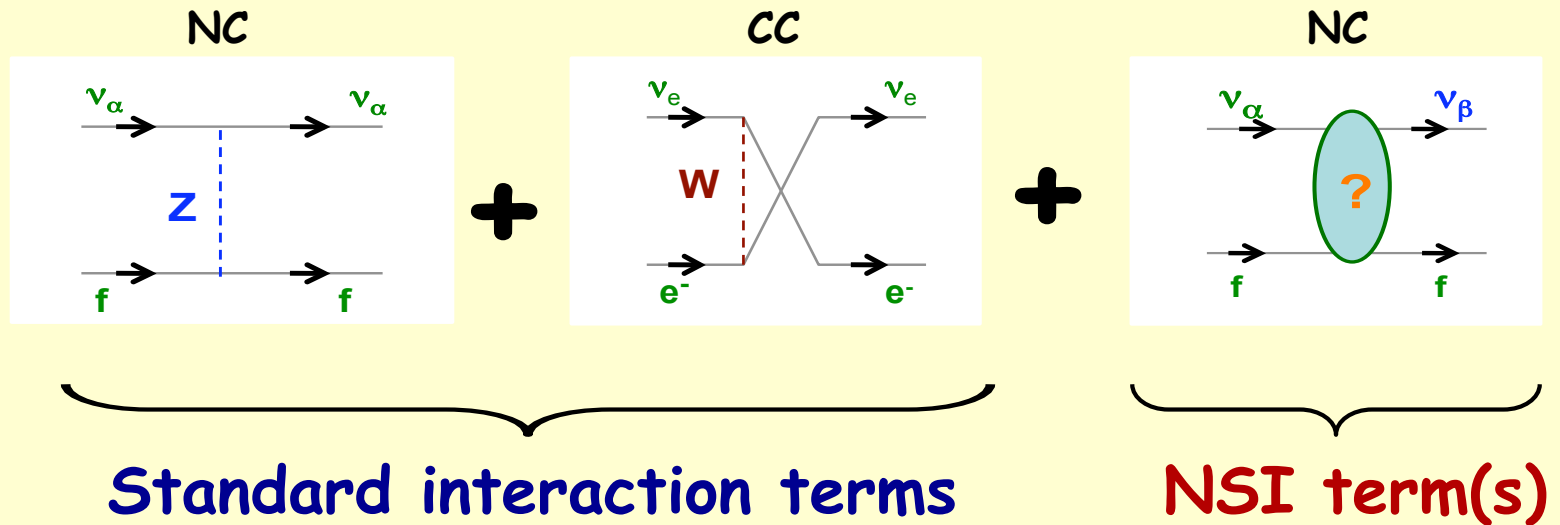 NC
CC
NC
να
να
Z
f
f
νe
νe
W
e-
e-
να
νβ
?
f
f
+
+
Standard interaction terms
NSI term(s)